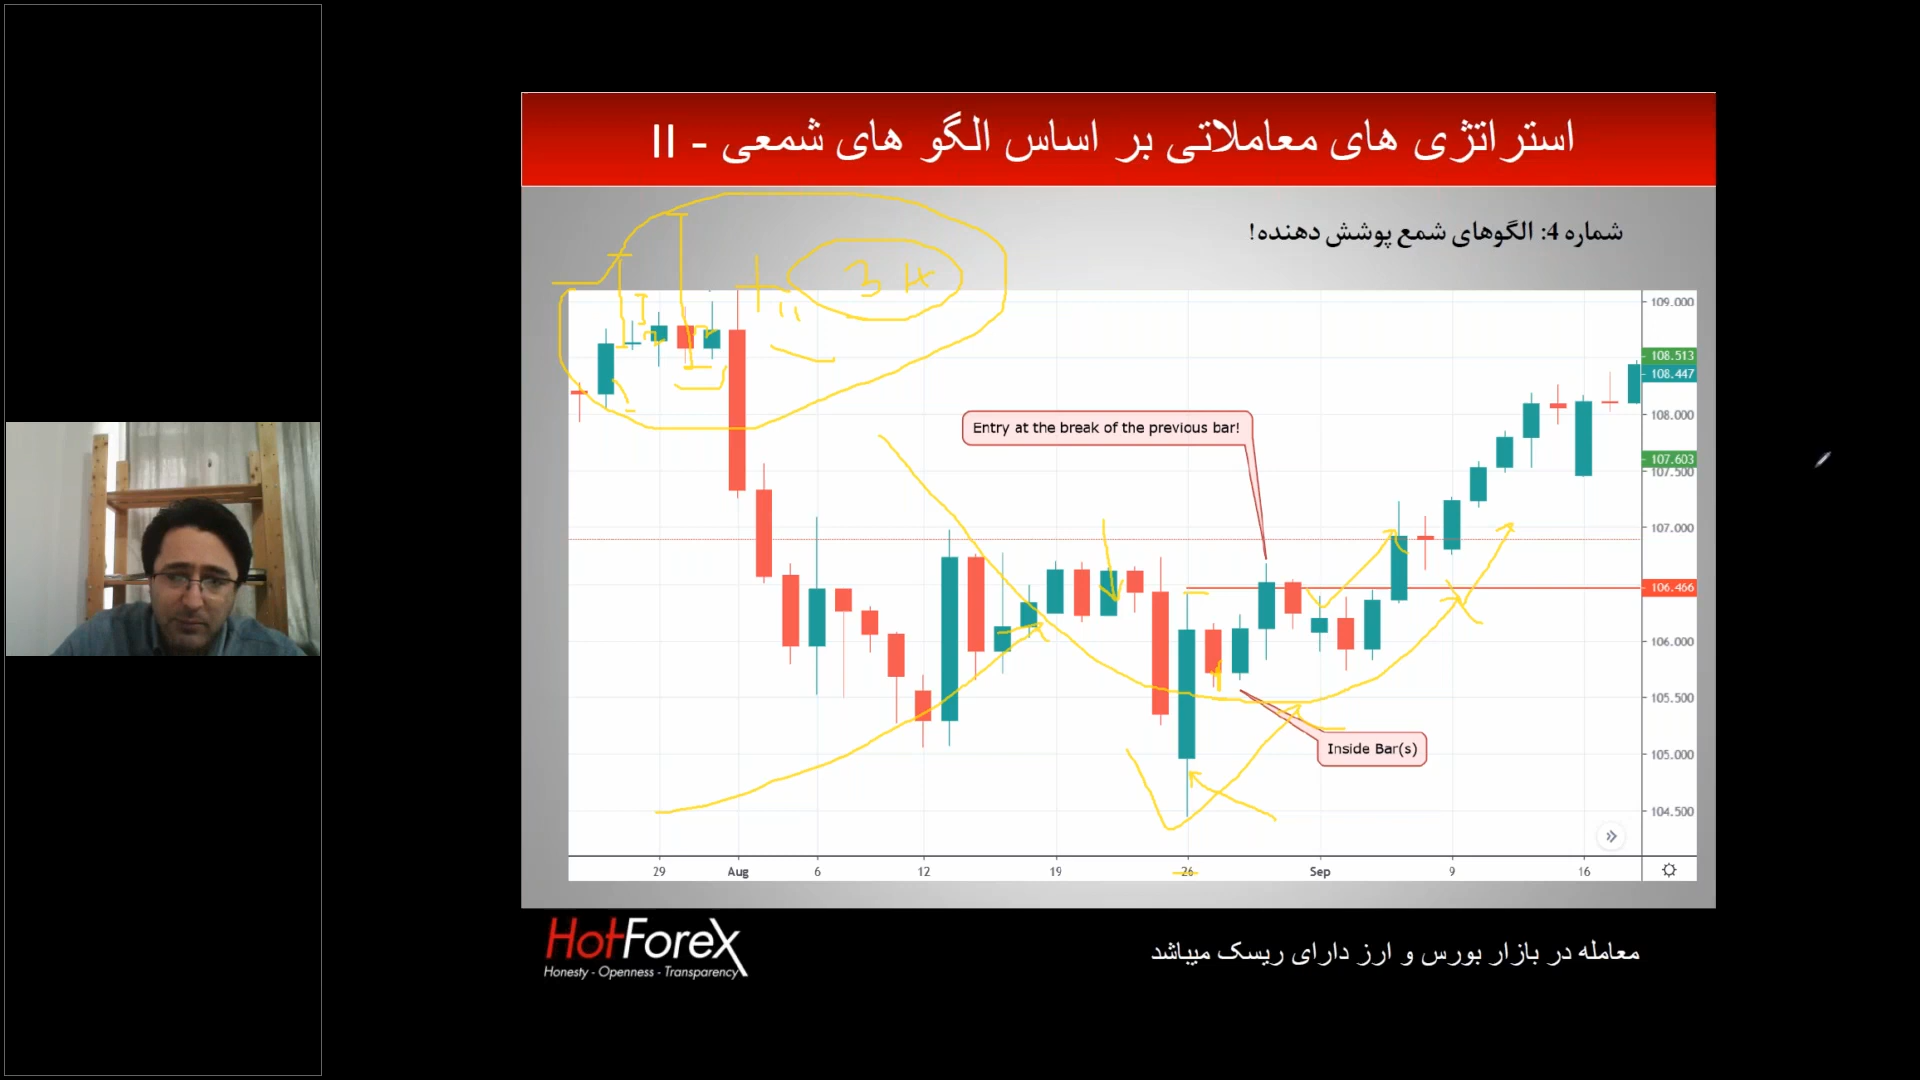 استراتژی های معاملاتی بر اساس الگو های شمعی - II
شماره 4: الگوهای شمع پوشش دهنده!
109.000
108.513
108.447
108.000
107.603
107.500
107.000
106.466
106.000
105.500
105.000
104.500
Entry at the break of the previous bar!
Inside Bar(s)
29 Aug 6 12 19 26 Sep 9 16
HotForex
Honesty - Openness - Transparency
معامله در بازار بورس و ارز دارای ریسک میباشد